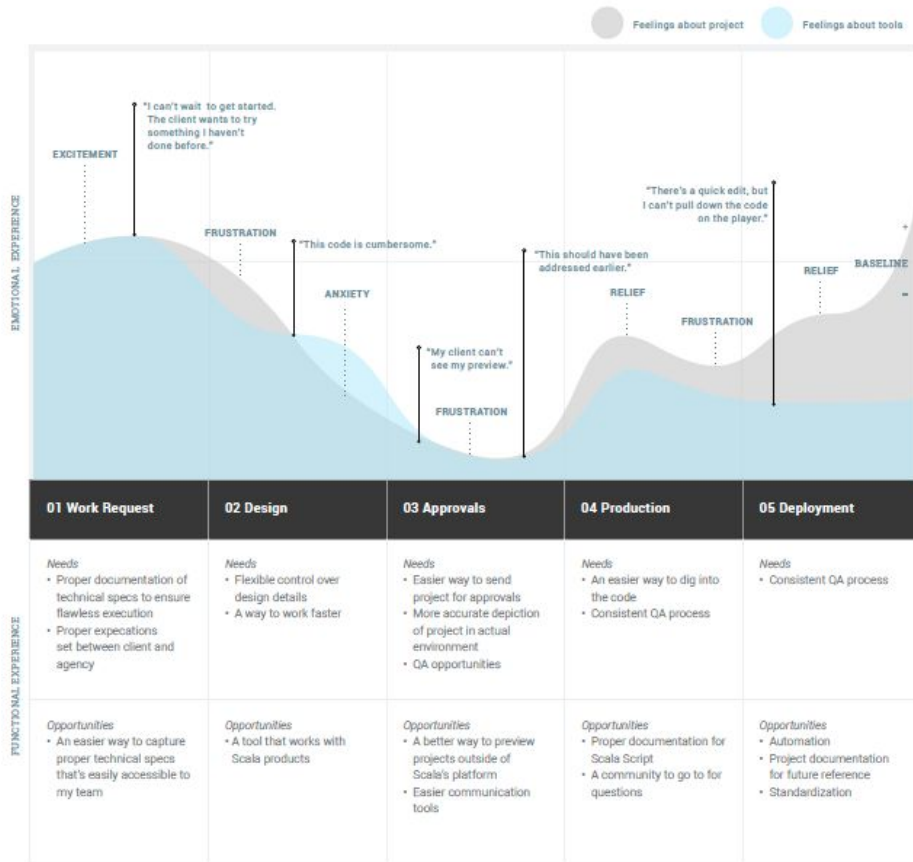 Feelings about project
Feelings about tools
EMOTIONAL EXPERIENCE
"I can't wait to get started.
The client wants to try
something I haven't
done before."
EXCITEMENT
FRUSTRATION
"This code is cumbersome."
ANXIETY
"My client can't
see my preview."
FRUSTRATION
"This should have been
addressed earlier."
RELIEF
FRUSTRATION
"There's a quick edit, but
I can't pull down the code
on the player."
RELIEF
+
BASELINE
-
01 Work Request
02 Design
03 Approvals
04 Production
05 Deployment
FUNCTIONAL EXPERIENCE
Needs
• Proper documentation of
technical specs to ensure
flawless execution
• Proper expecations
set between client and
agency
Needs
• Flexible control over
design details
• A way to work faster
Needs
• Easier way to send
project for approvals
• More accurate depiction
of project in actual
environment
• QA opportunities
Needs
• An easier way to dig into
the code
• Consistent QA process
Needs
• Consistent QA process
Opportunities
• An easier way to capture
proper technical specs
that's easily accessible to
my team
Opportunities
• A tool that works with
Scala products
Opportunities
• A better way to preview
projects outside of
Scala's platform
• Easier communication
tools
Opportunities
• Proper documentation for
Scala Script
• A community to go to for
questions
Opportunities
• Automation
• Project documentation
for future reference
• Standardization